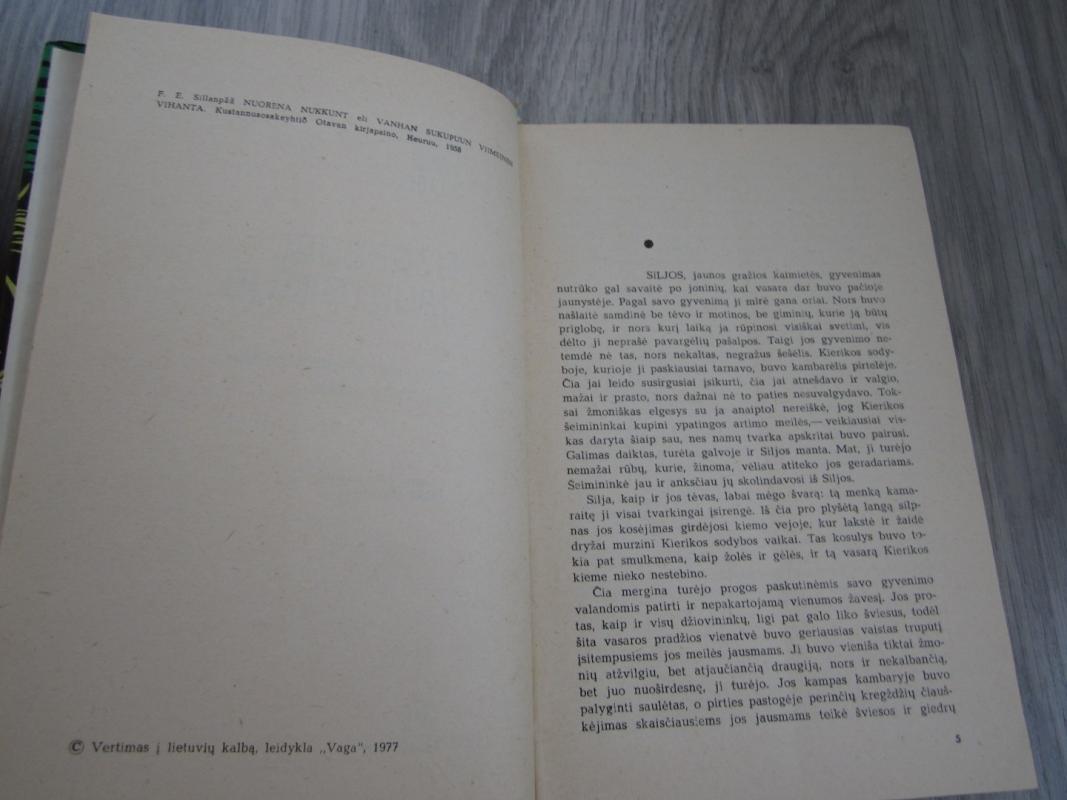 F. E. Sillanpää NUORENA NUKKUNT eli VANHAN SUKUPUUN VIIMEINEN
VIHANTA. Kustannusosakeyhtiö Otavan kirjapaino, Heuruu, 1958
© Vertimas į lietuvių kalbą, leidykla „Vaga“, 1977
SILJOS, jaunos gražios kaimietės, gyvenimas
nutrūko gal savaitė po joninių, kai vasara dar buvo pačioje
jaunystėje. Pagal savo gyvenimą ji mirė gana oriai. Nors buvo
našlaitė samdinė be tėvo ir motinos, be giminių, kurie ją būtų
priglobę, ir nors kurį laiką ja rūpinosi visiškai svetimi, vis
dėlto ji neprašė pavargėlių pašalpos. Taigi jos gyvenimo ne-
temdė nė tas, nors nekaltas, negražus šešėlis. Kierikos sody-
boje, kurioje ji paskiausiai tarnavo, buvo kambarėlis pirtelėje.
Čia jai leido susirgusiai įsikurti, čia jai atnešdavo ir valgio,
mažai ir prasto, nors dažnai nė to paties nesuvalgydavo. Tok-
sai žmoniškas elgesys su ja anaiptol nereiškė, jog Kierikos
šeimininkai kupini ypatingos artimo meilės,— veikiausiai vis-
kas daryta šiaip sau, nes namų tvarka apskritai buvo pairusi.
Galimas daiktas, turėta galvoje ir Siljos manta. Mat, ji turėjo
nemažai rūbų, kurie, žinoma, vėliau atiteko jos geradariams.
Šeimininkė jau ir anksčiau jų skolindavosi iš Siljos.
Silja, kaip ir jos tėvas, labai mėgo švarą: tą menką kama-
raitę ji visai tvarkingai įsirengė. Iš čia pro plyšėtą langą silp-
nas jos kosėjimas girdėjosi kiemo vejoje, kur lakstė ir žaidė
dryžai murzini Kierikos sodybos vaikai. Tas kosulys buvo to-
kia pat smulkmena, kaip žolės ir gėlės, ir tą vasarą Kierikos
kieme nieko nestebino.
Čia mergina turėjo progos paskutinėmis savo gyvenimo
valandomis patirti ir nepakartojamą vienumos žavesį. Jos pro-
tas, kaip ir visų džiovininkų, ligi pat galo liko šviesus, todėl
šita vasaros pradžios vienatvė buvo geriausias vaistas truputį
įsitempusiems jos meilės jausmams. Ji buvo vieniša tiktai žmo-
nių atžvilgiu, bet atjaučiančią draugiją, nors ir nekalbančią,
bet juo nuoširdesnę, ji turėjo. Jos kampas kambaryje buvo
palyginti saulėtas, o pirties pastogėje perinčių kregždžių čiauš-
kėjimas skaisčiausiems jos jausmams teikė šviesos ir giedrų
5